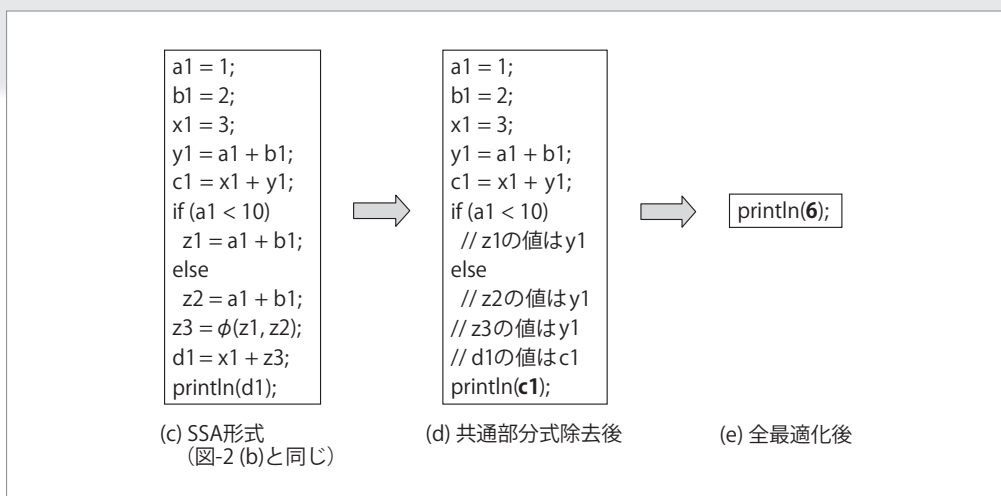 a1 = 1;
b1 = 2;
x1 = 3;
y1 = a1 + b1;
c1 = x1 + y1;
if (a1 < 10)
z1 = a1 + b1;
else
z2 = a1 + b1;
z3 = ϕ(z1, z2);
d1 = x1 + z3;
println(d1);
(c) SSA形式
（図-2 (b)と同じ）
a1 = 1;
b1 = 2;
x1 = 3;
y1 = a1 + b1;
c1 = x1 + y1;
if (a1 < 10)
// z1の値はy1
else
// z2の値はy1
// z3の値はy1
// d1の値はc1
println(c1);
(d) 共通部分式除去後
println(6);
(e) 全最適化後